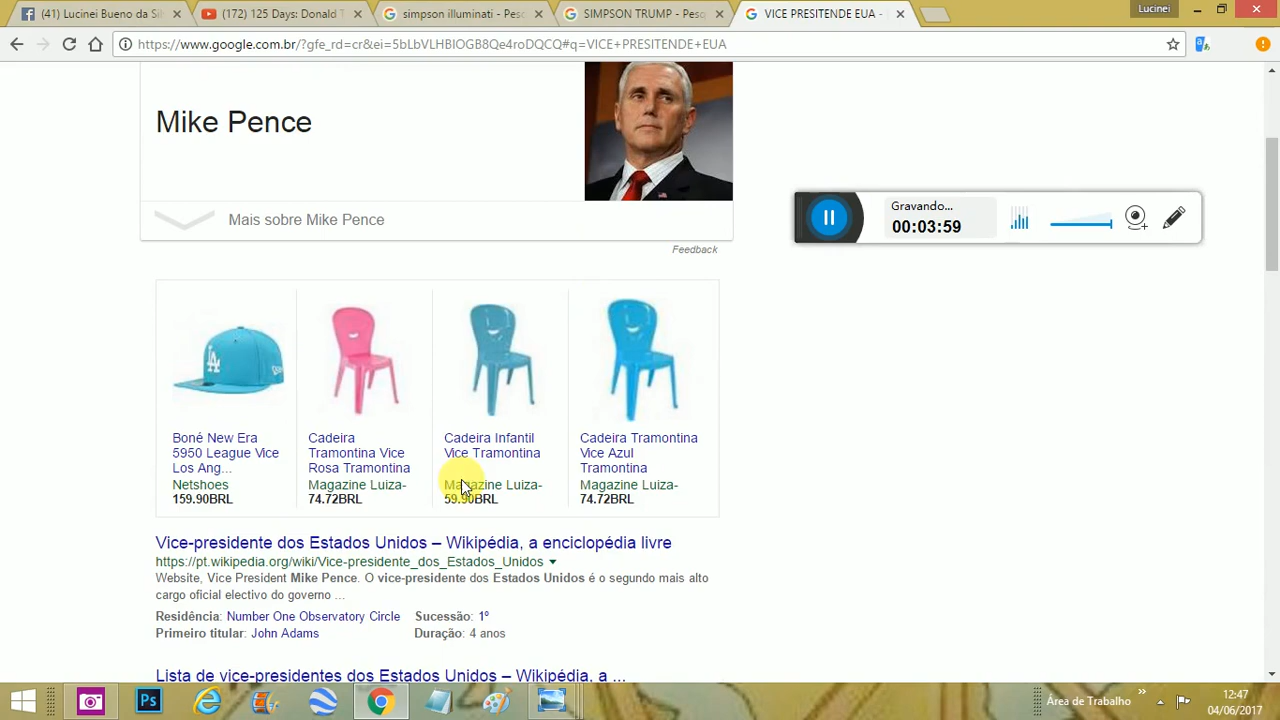 (41) Lucinei Bueno da Sil
(172) 125 Days: Donald T
simpson illuminati - Pesq
SIMPSON TRUMP - Pesq
VICE PRESITENDE EUA -
Lucinei
https://www.google.com.br/?gfe_rd=cr&ei=5bLbVLHBIOGB8Qe4roDQCQ#q=VICE+PRESITENDE+EUA
Mike Pence
Mais sobre Mike Pence
Feedback
Gravando...
00:03:59
LA
Boné New Era
5950 League Vice
Los Ang...
Netshoes
159.90BRL
Cadeira
Tramontina Vice
Rosa Tramontina
Magazine Luiza-
74.72BRL
Cadeira Infantil
Vice Tramontina
Magazine Luiza-
59.90BRL
Cadeira Tramontina
Vice Azul
Tramontina
Magazine Luiza-
74.72BRL
Vice-presidente dos Estados Unidos – Wikipédia, a enciclopédia livre
https://pt.wikipedia.org/wiki/Vice-presidente_dos_Estados_Unidos
Website, Vice President Mike Pence. O vice-presidente dos Estados Unidos é o segundo mais alto
cargo oficial electivo do governo ...
Residência: Number One Observatory Circle Sucessão: 1º
Primeiro titular: John Adams Duração: 4 anos
Lista de vice-presidentes dos Estados Unidos – Wikipédia, a ...
Ps
Área de Trabalho
12:47
04/06/2017